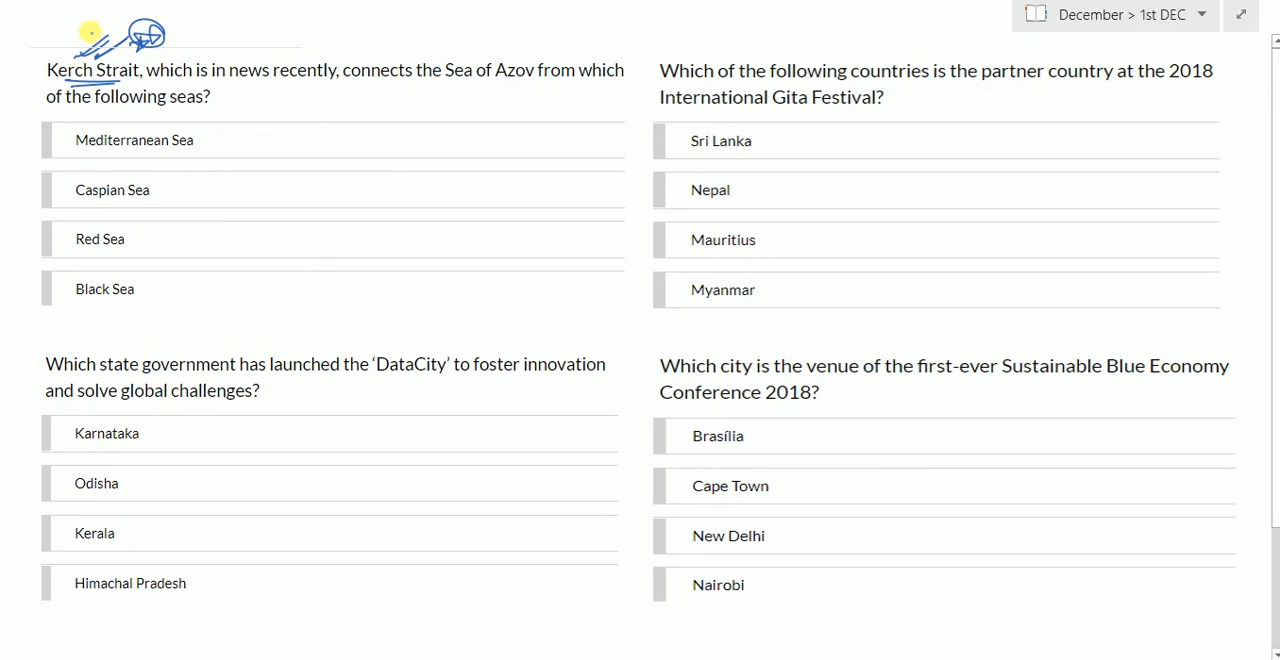 December > 1st DEC
Kerch Strait, which is in news recently, connects the Sea of Azov from which
of the following seas?
Mediterranean Sea
Caspian Sea
Red Sea
Black Sea
Which of the following countries is the partner country at the 2018
International Gita Festival?
Sri Lanka
Nepal
Mauritius
Myanmar
Which state government has launched the ‘DataCity’ to foster innovation
and solve global challenges?
Karnataka
Odisha
Kerala
Himachal Pradesh
Which city is the venue of the first-ever Sustainable Blue Economy
Conference 2018?
Brasília
Cape Town
New Delhi
Nairobi